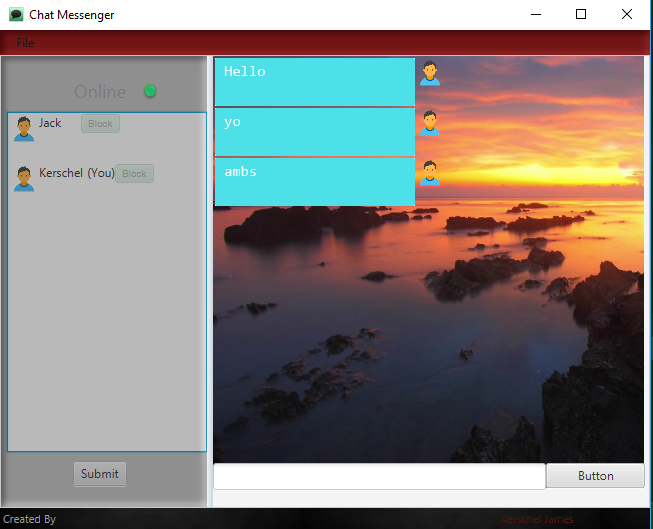 Chat Messenger
File
Online
Jack Block
Kerschel (You) Block
Submit
Hello
yo
ambs
Button
Created By Kerschel James